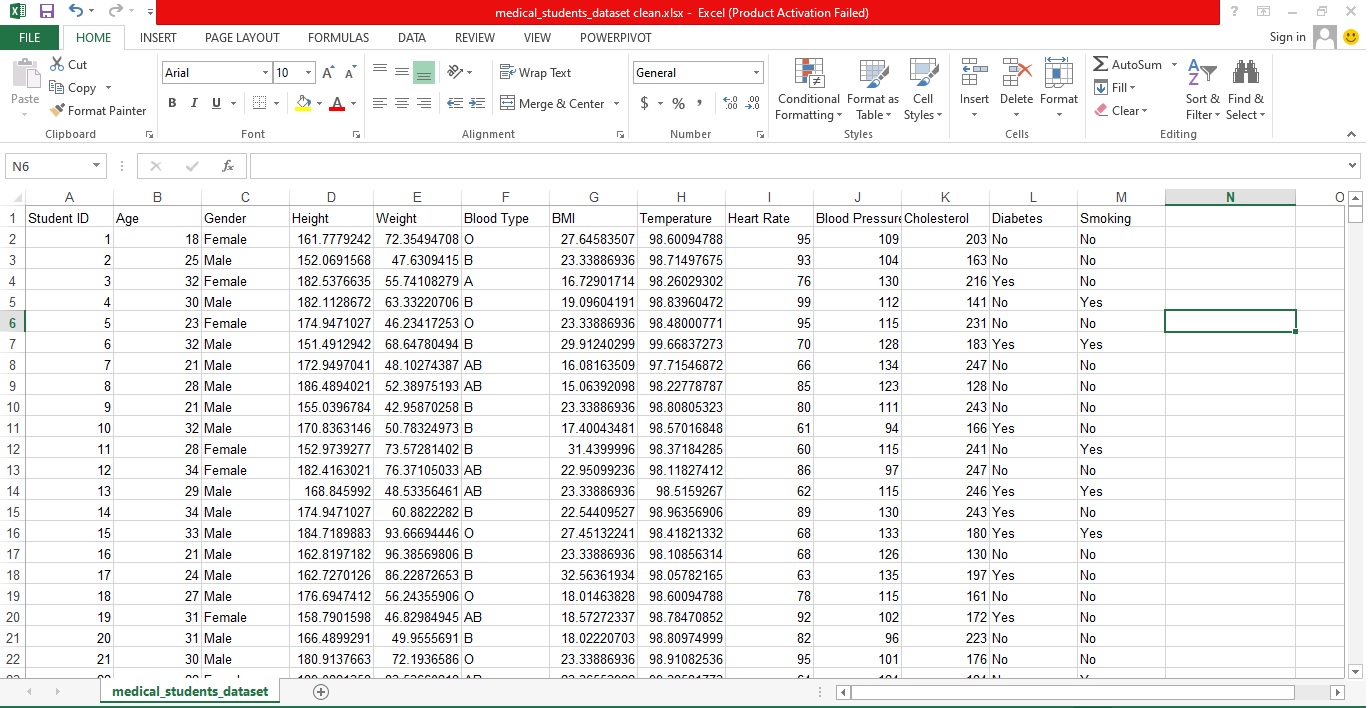 medical_students_dataset clean.xlsx - Excel (Product Activation Failed)
FILE HOME INSERT PAGE LAYOUT FORMULAS DATA REVIEW VIEW POWERPIVOT Sign in
Cut
Copy
Format Painter
Paste
Clipboard
Arial 10
B I U
Font
Wrap Text
Merge & Center
Alignment
General
$ % ,
Number
Conditional Formatting
Format as Table
Cell Styles
Styles
Insert Delete Format
Cells
AutoSum
Fill
Clear
Sort & Filter
Find & Select
Editing
N6 fx
A B C D E F G H I J K L M N O
1 Student ID Age Gender Height Weight Blood Type BMI Temperature Heart Rate Blood Pressure Cholesterol Diabetes Smoking
2 1 18 Female 161.7779242 72.35494708 O 27.64583507 98.60094788 95 109 203 No No
3 2 25 Male 152.0691568 47.6309415 B 23.33886936 98.71497675 93 104 163 No No
4 3 32 Female 182.5376635 55.74108279 A 16.72901714 98.26029302 76 130 216 Yes No
5 4 30 Male 182.1128672 63.33220706 B 19.09604191 98.83960472 99 112 141 No Yes
6 5 23 Female 174.9471027 46.23417253 O 23.33886936 98.48000771 95 115 231 No No
7 6 32 Male 151.4912942 68.64780494 B 29.91240299 99.66837273 70 128 183 Yes Yes
8 7 21 Male 172.9497041 48.10274387 AB 16.08163509 97.71546872 66 134 247 No No
9 8 28 Male 186.4894021 52.38975193 AB 15.06392098 98.22778787 85 123 128 No No
10 9 21 Male 155.0396784 42.95870258 B 23.33886936 98.80805323 80 111 243 No No
11 10 32 Male 170.8363146 50.78324973 B 17.40043481 98.57016848 61 94 166 Yes No
12 11 28 Female 152.9739277 73.57281402 B 31.4399996 98.37184285 60 115 241 No Yes
13 12 34 Female 182.4163021 76.37105033 AB 22.95099236 98.11827412 86 97 247 No No
14 13 29 Male 168.845992 48.53356461 AB 23.33886936 98.5159267 62 115 246 Yes Yes
15 14 34 Male 174.9471027 60.8822282 B 22.54409527 98.96356906 89 130 243 Yes No
16 15 33 Male 184.7189883 93.66694446 O 27.45132241 98.41821332 68 133 180 Yes Yes
17 16 21 Male 162.8197182 96.38569806 B 23.33886936 98.10856314 68 126 130 No No
18 17 24 Male 162.7270126 86.22872653 B 32.56361934 98.05782165 63 135 197 Yes No
19 18 27 Male 176.6947412 56.24355906 O 18.01463828 98.60094788 78 115 161 No No
20 19 31 Female 158.7901598 46.82984945 AB 18.57272337 98.78470852 92 102 172 Yes No
21 20 31 Male 166.4899291 49.9555691 B 18.02220703 98.80974999 82 96 223 No No
22 21 30 Male 180.9137663 72.1936586 O 23.33886936 98.91082536 95 101 176 No No
medical_students_dataset